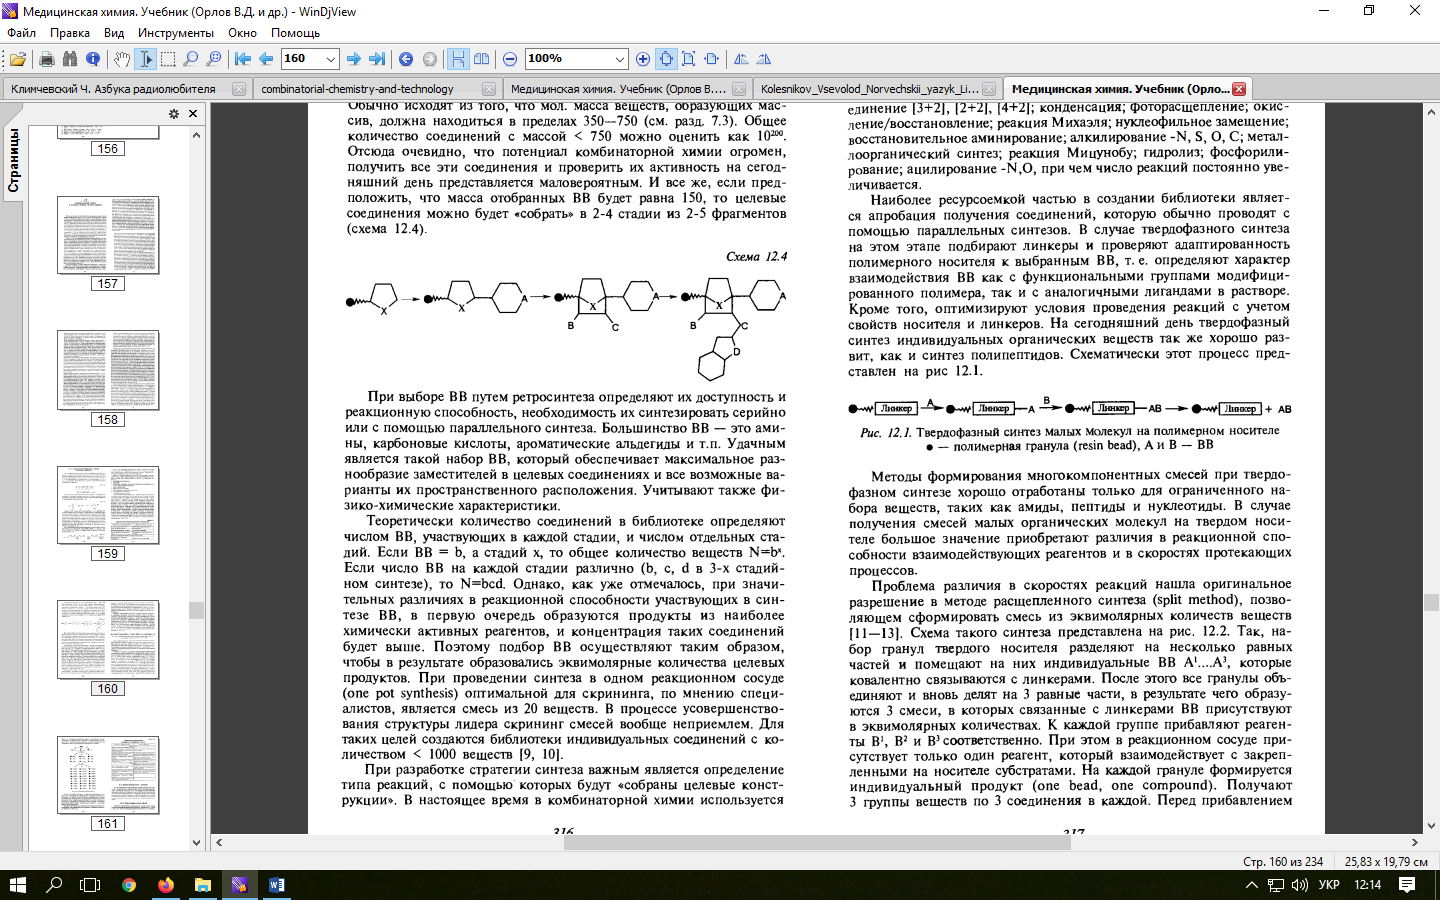 Медицинская химия. Учебник (Орлов В.Д. и др.) - WinDjView
Файл Правка Вид Инструменты Окно Помощь
160 100%
Климчевский Ч. Азбука радиолюбителя combinatorial-chemistry-and-technology Медицинская химия. Учебник (Орлов В.... Kolesnikov_Vsevolod_Norvechskii_yazyk_Li... Медицинская химия. Учебник (Орло...
Страницы
156
157
158
159
160
161
Обычно исходят из того, что мол. масса веществ, образующих мас-
сив, должна находиться в пределах 350—750 (см. разд. 7.3). Общее
количество соединений с массой < 750 можно оценить как 10²⁰⁰.
Отсюда очевидно, что потенциал комбинаторной химии огромен,
получить все эти соединения и проверить их активность на сегод-
няшний день представляется маловероятным. И все же, если пред-
положить, что масса отобранных ВВ будет равна 150, то целевые
соединения можно будет «собрать» в 2-4 стадии из 2-5 фрагментов
(схема 12.4).
Схема 12.4
X X A X A B C X A B C D
При выборе ВВ путем ретросинтеза определяют их доступность и
реакционную способность, необходимость их синтезировать серийно
или с помощью параллельного синтеза. Большинство ВВ — это ами-
ны, карбоновые кислоты, ароматические альдегиды и т.п. Удачным
является такой набор ВВ, который обеспечивает максимальное раз-
нообразие заместителей в целевых соединениях и все возможные ва-
рианты их пространственного расположения. Учитывают также фи-
зико-химические характеристики.
Теоретически количество соединений в библиотеке определяют
числом ВВ, участвующих в каждой стадии, и числом отдельных ста-
дий. Если ВВ = b, а стадий x, то общее количество веществ N=bˣ.
Если число ВВ на каждой стадии различно (b, c, d в 3-х стадий-
ном синтезе), то N=bcd. Однако, как уже отмечалось, при значи-
тельных различиях в реакционной способности участвующих в син-
тезе ВВ, в первую очередь образуются продукты из наиболее
химически активных реагентов, и концентрация таких соединений
будет выше. Поэтому подбор ВВ осуществляют таким образом,
чтобы в результате образовались эквимолярные количества целевых
продуктов. При проведении синтеза в одном реакционном сосуде
(one pot synthesis) оптимальной для скрининга, по мнению специ-
алистов, является смесь из 20 веществ. В процессе усовершенство-
вания структуры лидера скрининг смесей вообще неприемлем. Для
таких целей создаются библиотеки индивидуальных соединений с ко-
личеством < 1000 веществ [9, 10].
При разработке стратегии синтеза важным является определение
типа реакций, с помощью которых будут «собраны целевые конст-
рукции». В настоящее время в комбинаторной химии используется
316
единение [3+2], [2+2], [4+2]; конденсация; фоторасщепление; окис-
ление/восстановление; реакция Михаэля; нуклеофильное замещение;
восстановительное аминирование; алкилирование -N, S, O, C; метал-
лоорганический синтез; реакция Мицунобу; гидролиз; фосфорили-
рование; ацилирование -N,O, при чем число реакций постоянно уве-
личивается.
Наиболее ресурсоемкой частью в создании библиотеки являет-
ся апробация получения соединений, которую обычно проводят с
помощью параллельных синтезов. В случае твердофазного синтеза
на этом этапе подбирают линкеры и проверяют адаптированность
полимерного носителя к выбранным ВВ, т. е. определяют характер
взаимодействия ВВ как с функциональными группами модифици-
рованного полимера, так и с аналогичными лигандами в растворе.
Кроме того, оптимизируют условия проведения реакций с учетом
свойств носителя и линкеров. На сегодняшний день твердофазный
синтез индивидуальных органических веществ так же хорошо раз-
вит, как и синтез полипептидов. Схематически этот процесс пред-
ставлен на рис 12.1.
Линкер A Линкер —A B Линкер —AB Линкер + AB
Рис. 12.1. Твердофазный синтез малых молекул на полимерном носителе
● — полимерная гранула (resin bead), А и В — ВВ
Методы формирования многокомпонентных смесей при твердо-
фазном синтезе хорошо отработаны только для ограниченного на-
бора веществ, таких как амиды, пептиды и нуклеотиды. В случае
получения смесей малых органических молекул на твердом носи-
теле большое значение приобретают различия в реакционной спо-
собности взаимодействующих реагентов и в скоростях протекающих
процессов.
Проблема различия в скоростях реакций нашла оригинальное
разрешение в методе расщепленного синтеза (split method), позво-
ляющем сформировать смесь из эквимолярных количеств веществ
[11—13]. Схема такого синтеза представлена на рис. 12.2. Так, на-
бор гранул твердого носителя разделяют на несколько равных
частей и помещают на них индивидуальные ВВ А¹....А³, которые
ковалентно связываются с линкерами. После этого все гранулы объ-
единяют и вновь делят на 3 равные части, в результате чего образу-
ются 3 смеси, в которых связанные с линкерами ВВ присутствуют
в эквимолярных количествах. К каждой группе прибавляют реаген-
ты В¹, В² и В³ соответственно. При этом в реакционном сосуде при-
сутствует только один реагент, который взаимодействует с закреп-
ленными на носителе субстратами. На каждой грануле формируется
индивидуальный продукт (one bead, one compound). Получают
3 группы веществ по 3 соединения в каждой. Перед прибавлением
317
Стр. 160 из 234 25,83 x 19,79 см
УКР 12:14